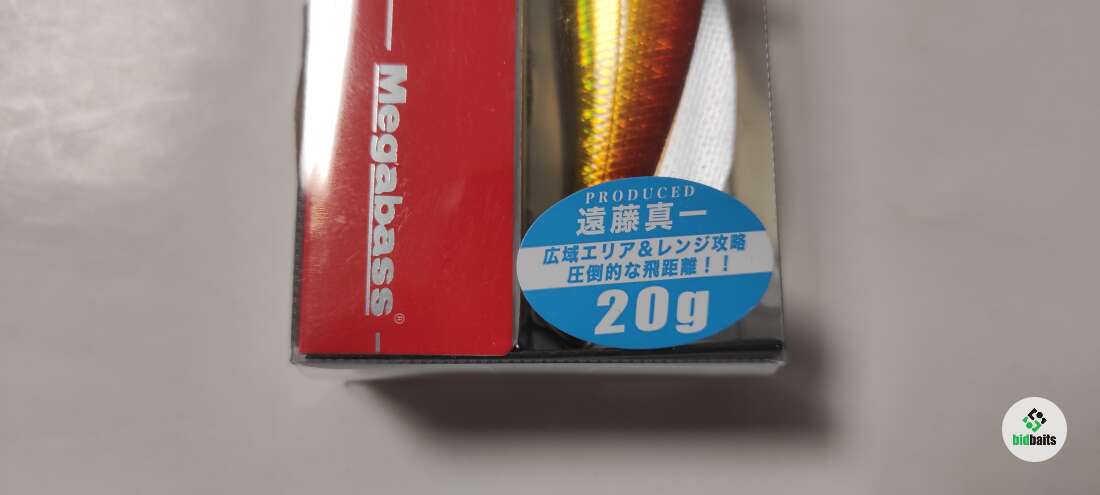 Megabass®
PRODUCED
遠藤真一
広域エリア&レンジ攻略
圧倒的な飛距離!!
20g
bidbaits